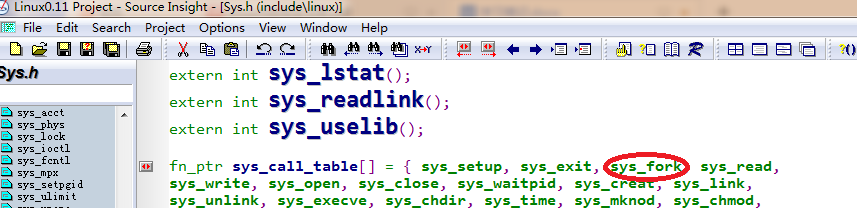 Linux0.11 Project - Source Insight - [Sys.h (include\linux)]
File Edit Search Project Options View Window Help
Sys.h
sys_acct
sys_phys
sys_lock
sys_ioctl
sys_fcntl
sys_mpx
sys_setpgid
sys_ulimit
extern int sys_lstat();
extern int sys_readlink();
extern int sys_uselib();
fn_ptr sys_call_table[] = { sys_setup, sys_exit, sys_fork, sys_read,
sys_write, sys_open, sys_close, sys_waitpid, sys_creat, sys_link,
sys_unlink, sys_execve, sys_chdir, sys_time, sys_mknod, sys_chmod,